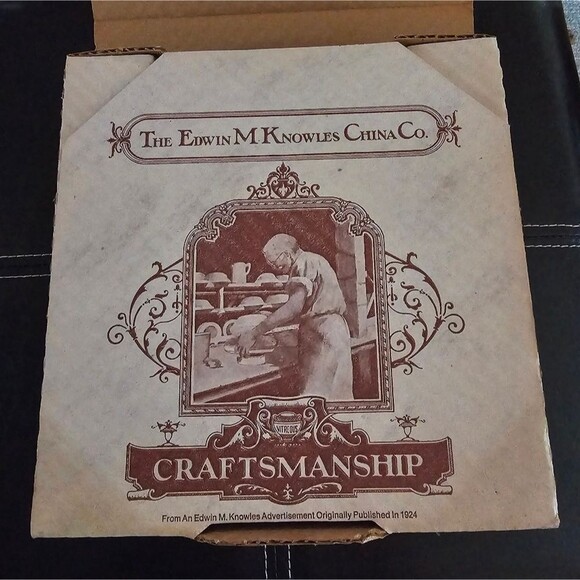 The Edwin M. Knowles China Co.
VITREOUS
CRAFTSMANSHIP
From An Edwin M. Knowles Advertisement Originally Published In 1924